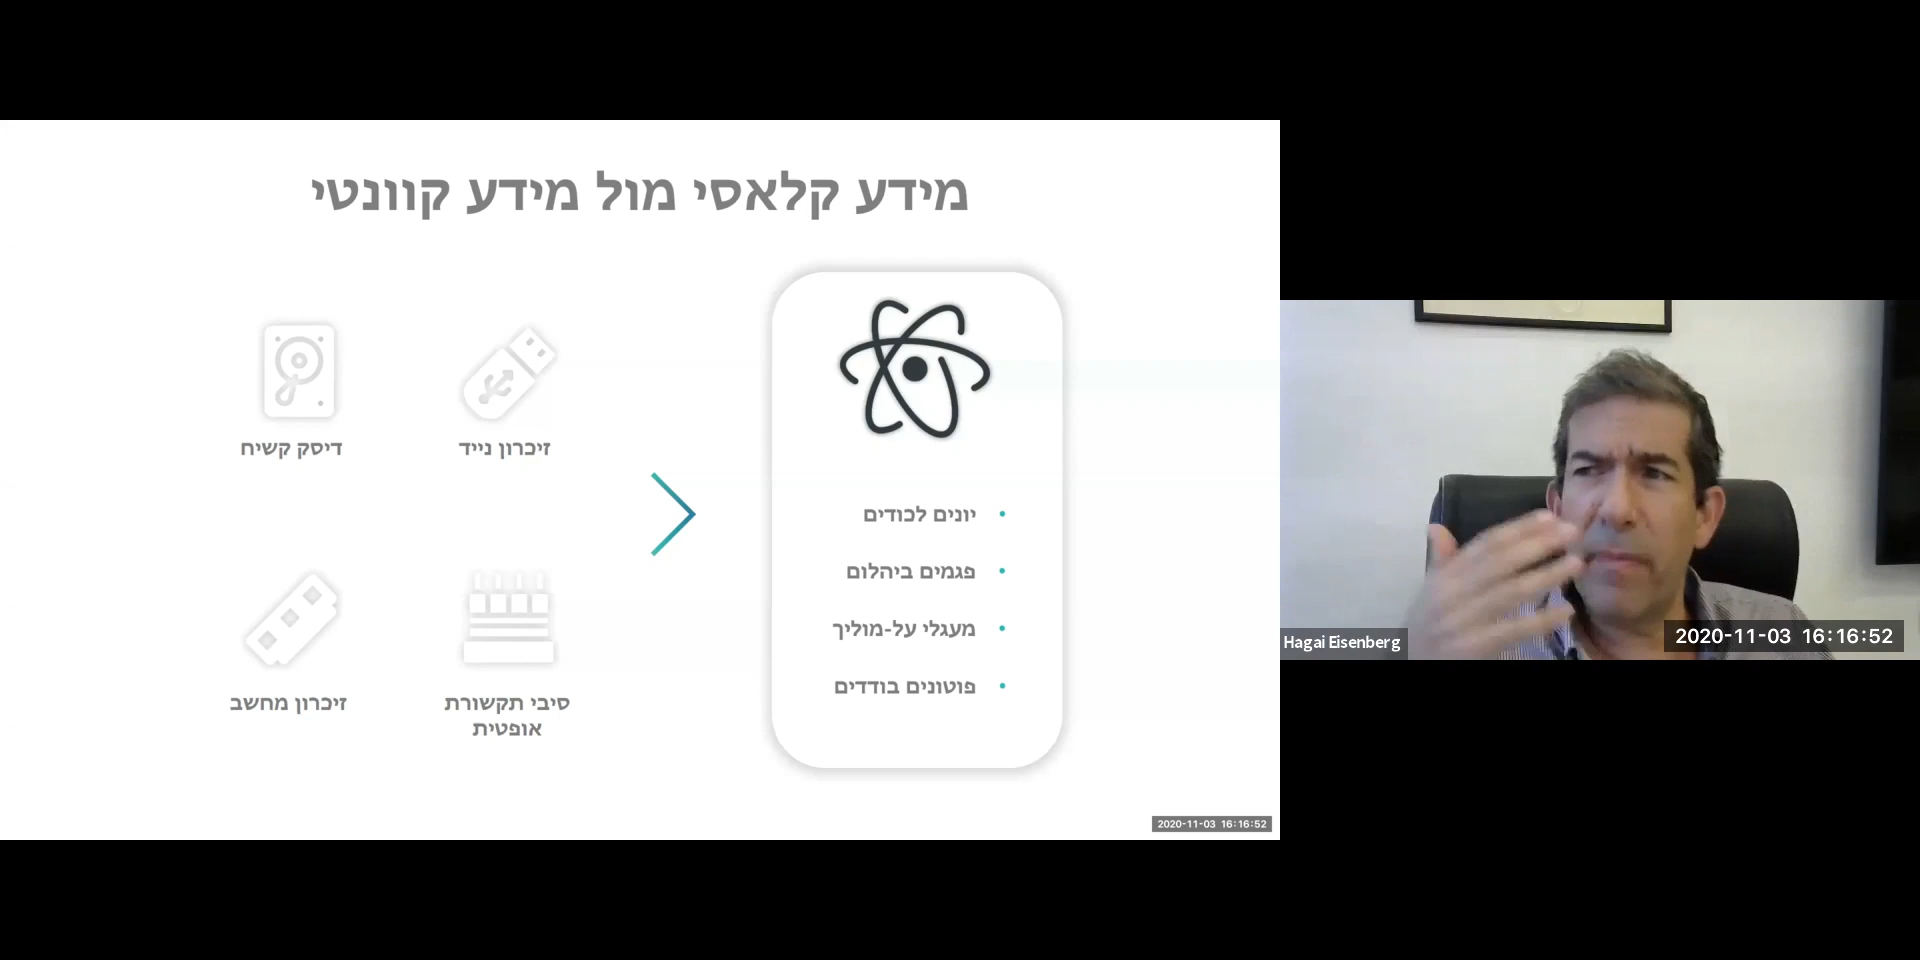 מידע קלאסי מול מידע קוונטי
דיסק קשיח
זיכרון נייד
זיכרון מחשב
סיבי תקשורת
אופטית
• יונים לכודים
• פגמים ביהלום
• מעגלי על-מוליך
• פוטונים בודדים
2020-11-03 16:16:52
Hagai Eisenberg
2020-11-03 16:16:52